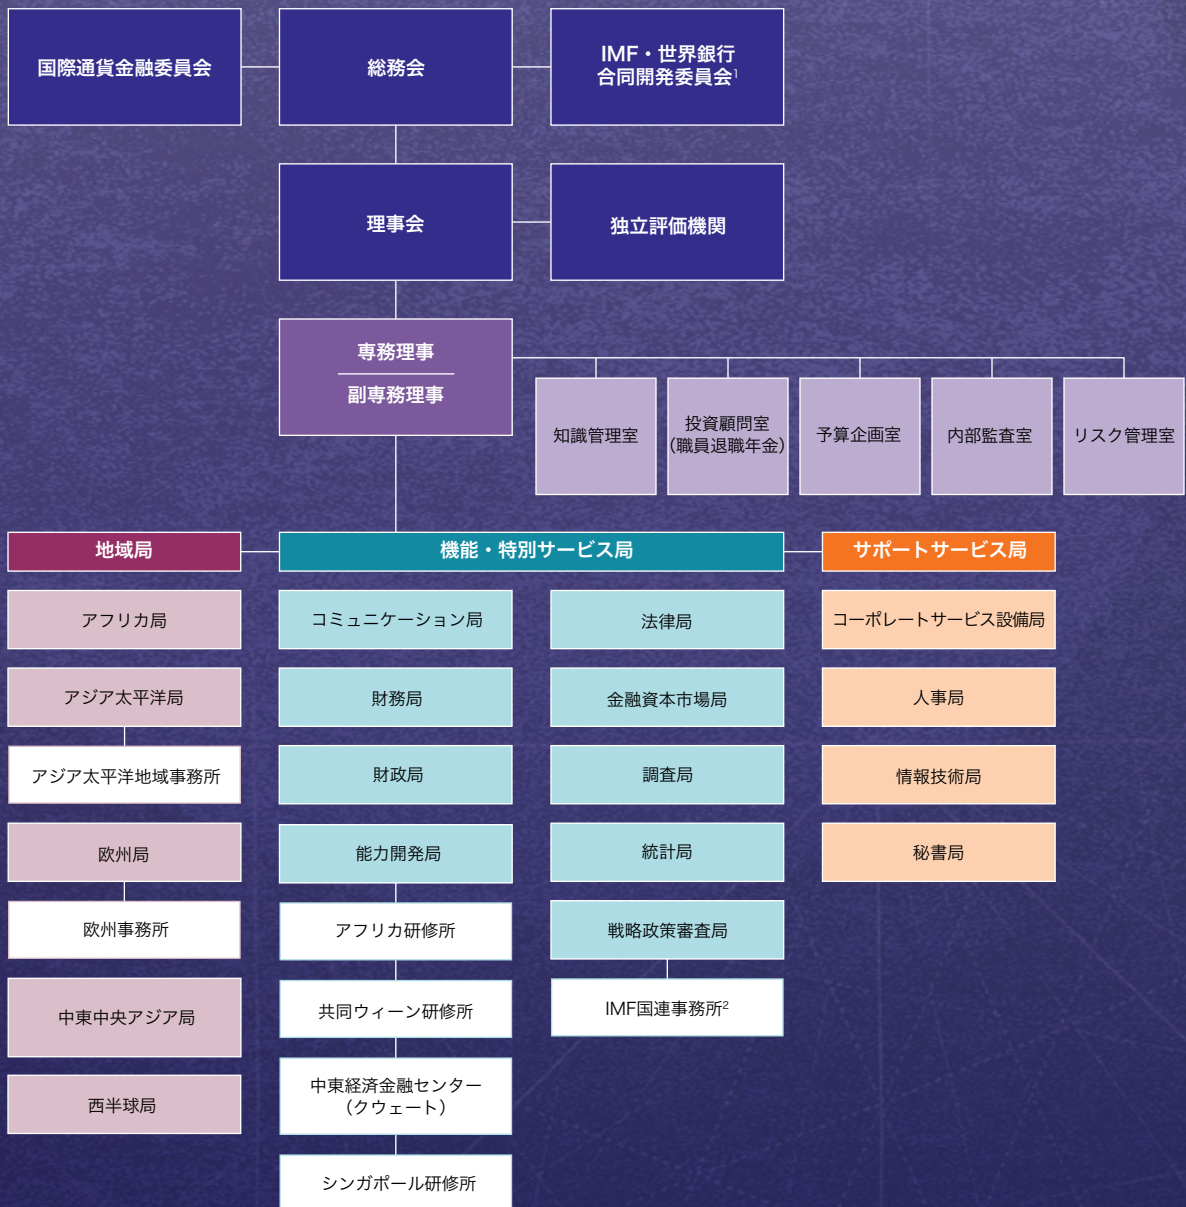 国際通貨金融委員会
総務会
IMF・世界銀行
合同開発委員会¹
理事会
独立評価機関
専務理事
副専務理事
知識管理室
投資顧問室
(職員退職年金)
予算企画室
内部監査室
リスク管理室
地域局
機能・特別サービス局
サポートサービス局
アフリカ局
アジア太平洋局
アジア太平洋地域事務所
欧州局
欧州事務所
中東中央アジア局
西半球局
コミュニケーション局
財務局
財政局
能力開発局
アフリカ研修所
共同ウィーン研修所
中東経済金融センター
（クウェート）
シンガポール研修所
法律局
金融資本市場局
調査局
統計局
戦略政策審査局
IMF国連事務所²
コーポレートサービス設備局
人事局
情報技術局
秘書局